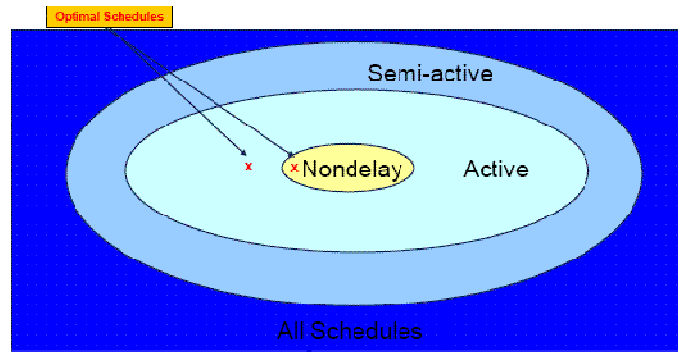 Optimal Schedules
Semi-active
x
x
Nondelay
Active
All Schedules